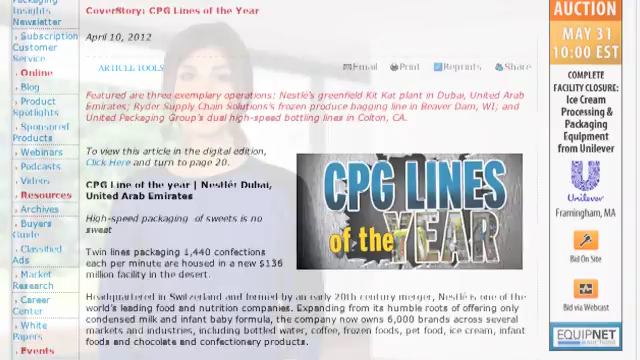 Packaging
Insights
Newsletter
Subscription
Customer
Service
Online
Blog
Product
Spotlights
Sponsored
Products
Webinars
Podcasts
Videos
Resources
Archives
Buyers
Guide
Classified
Ads
Market
Research
Career
Center
White
Papers
Events
CoverStory: CPG Lines of the Year
April 10, 2012
ARTICLE TOOLS
Email Print Reprints Share
Featured are three exemplary operations: Nestlé's greenfield Kit Kat plant in Dubai, United Arab
Emirates; Ryder Supply Chain Solutions's frozen produce bagging line in Beaver Dam, WI; and
United Packaging Group's dual high-speed bottling lines in Colton, CA.
To view this article in the digital edition,
Click Here and turn to page 20.
CPG Line of the year | Nestlér Dubai,
United Arab Emirates
High-speed packaging of sweets is no
sweat
Twin lines packaging 1,440 confections
each per minute are housed in a new $136
million facility in the desert.
CPG LINES
of the YEAR
Headquartered in Switzerland and formed by an early 20th century merger, Nestlé is one of the
world's leading food and nutrition companies. Expanding from its humble roots of offering only
condensed milk and infant baby formula, the company now owns 6,000 brands across several
markets and industries, including bottled water, coffee, frozen foods, pet food, ice cream, infant
foods and chocolate and confectionery products.
AUCTION
MAY 31
10:00 EST
COMPLETE
FACILITY CLOSURE:
Ice Cream
Processing &
Packaging
Equipment
from Unilever
Unilever
Framingham, MA
Bid On Site
Bid via Webcast
EQUIPNET